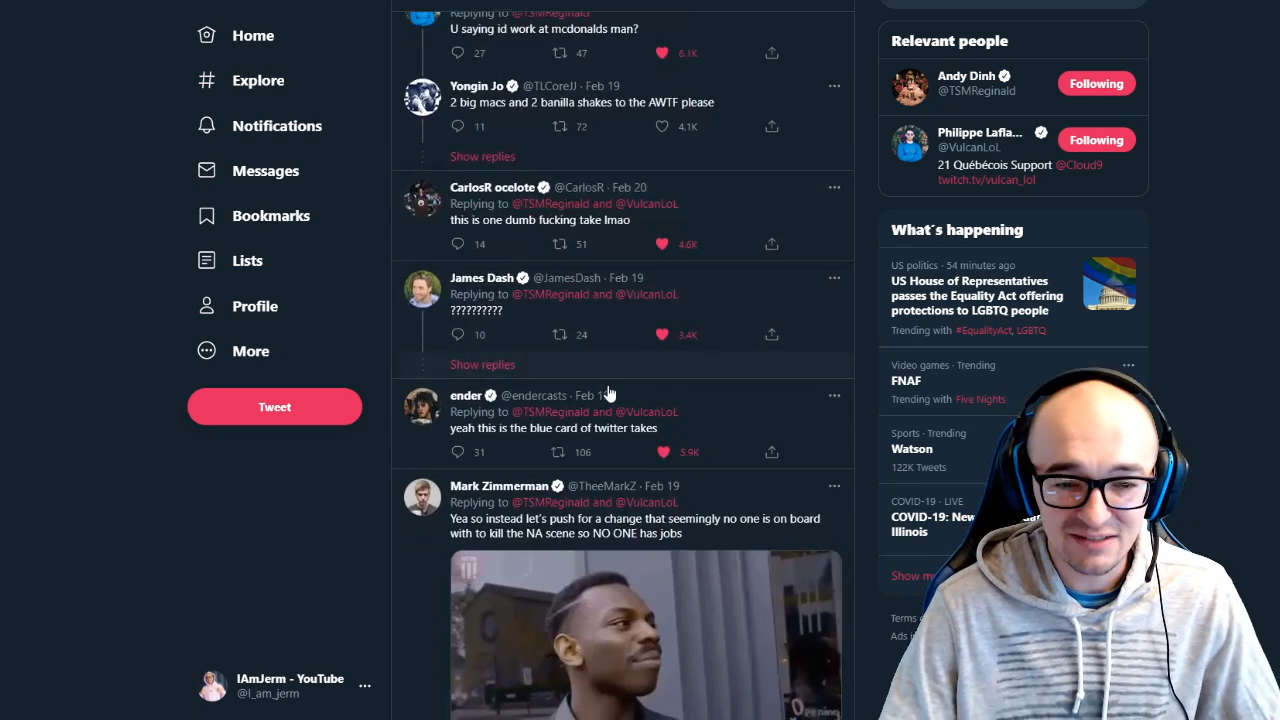 Home
Explore
Notifications
Messages
Bookmarks
Lists
Profile
More
Tweet
IAmJerm - YouTube
@I_am_jerm
Replying to @TSMReginald
U saying id work at mcdonalds man?
27 47 6.1K
Yongin Jo @TLCoreJJ · Feb 19
2 big macs and 2 banilla shakes to the AWTF please
11 72 4.1K
Show replies
CarlosR ocelote @CarlosR · Feb 20
Replying to @TSMReginald and @VulcanLoL
this is one dumb fucking take lmao
14 51 4.6K
James Dash @JamesDash · Feb 19
Replying to @TSMReginald and @VulcanLoL
??????????
10 24 3.4K
Show replies
ender @endercasts · Feb
Replying to @TSMReginald and @VulcanLoL
yeah this is the blue card of twitter takes
31 106 5.9K
Mark Zimmerman @TheeMarkZ · Feb 19
Replying to @TSMReginald and @VulcanLoL
Yea so instead let's push for a change that seemingly no one is on board
with to kill the NA scene so NO ONE has jobs
Relevant people
Andy Dinh
@TSMReginald
Following
Philippe Lafla...
@VulcanLoL
Following
21 Québécois Support @Cloud9
twitch.tv/vulcan_lol
What´s happening
US politics · 54 minutes ago
US House of Representatives
passes the Equality Act offering
protections to LGBTQ people
Trending with #EqualityAct, LGBTQ
Video games · Trending
FNAF
Trending with Five Nights
Sports · Trending
Watson
122K Tweets
COVID-19 · LIVE
COVID-19: New
Illinois
Show
Terms
Ads